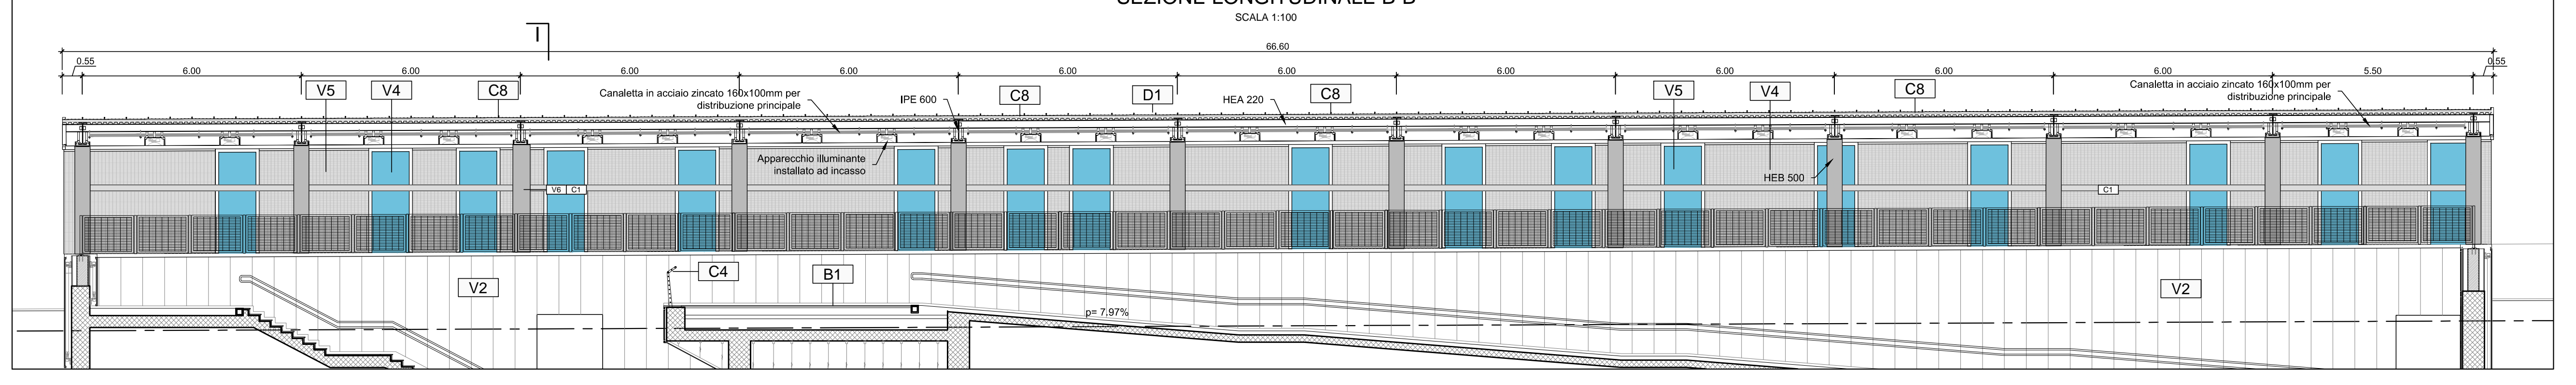 SEZIONE LONGITUDINALE B-B
SCALA 1:100
I
66.60
0.55
6.00
6.00
6.00
6.00
6.00
6.00
6.00
6.00
6.00
6.00
5.50
0.55
V5
V4
C8
Canaletta in acciaio zincato 160x100mm per
distribuzione principale
IPE 600
C8
D1
HEA 220
C8
V5
V4
C8
Canaletta in acciaio zincato 160x100mm per
distribuzione principale
Apparecchio illuminante
installato ad incasso
HEB 500
V6
C1
C1
V2
C4
B1
p= 7,97%
V2